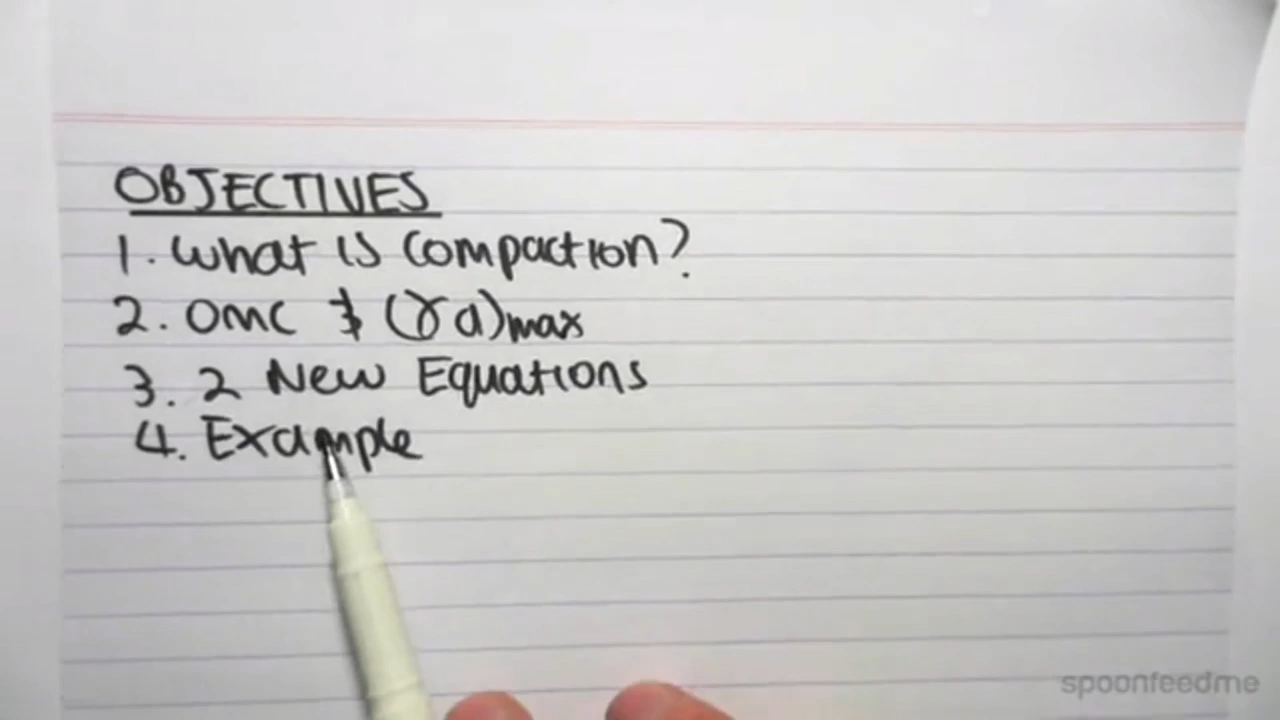 OBJECTIVES
1. What is compaction?
2. OMC & (γd)max
3. 2 New Equations
4. Example
spoonfeedme